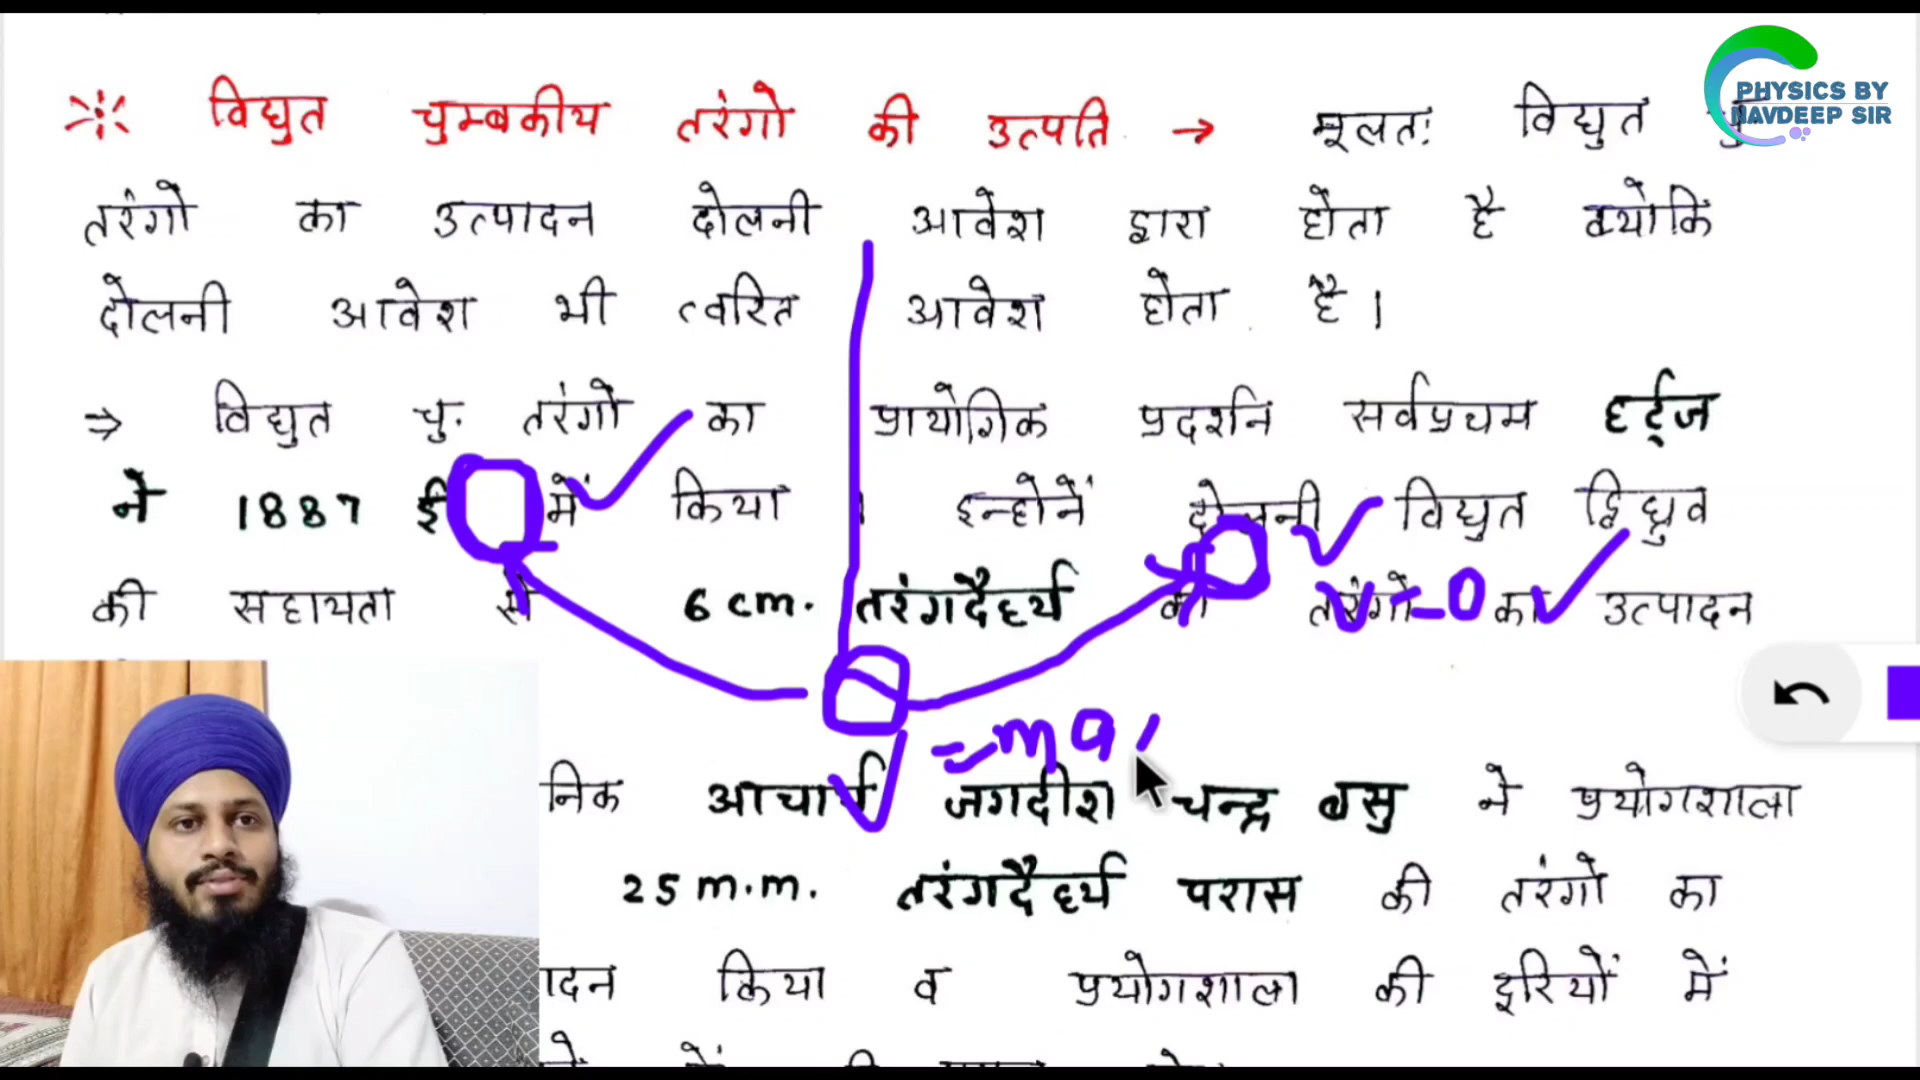 विद्युत चुम्बकीय तरंगो की उत्पति → मूलतः विद्युत चु
PHYSICS BY
NAVDEEP SIR
तरंगो का उत्पादन दोलनी आवेश द्वारा होता है क्योकि
दोलनी आवेश भी त्वरित आवेश होता है।
⇒ विद्युत चु. तरंगो का प्रायोगिक प्रदर्शन सर्वप्रथम हर्ट्ज
ने 1887 ई में किया इन्होनें दोलनी विद्युत द्विध्रुव
की सहायता से 6 cm. तरंगदैर्ध्य की तरंगो का उत्पादन
V=0
=ma
निक आचार्य जगदीश चन्द्र बसु ने प्रयोगशाला
25 m.m. तरंगदैर्ध्य परास की तरंगो का
ादन किया व प्रयोगशाला की दूरियों में